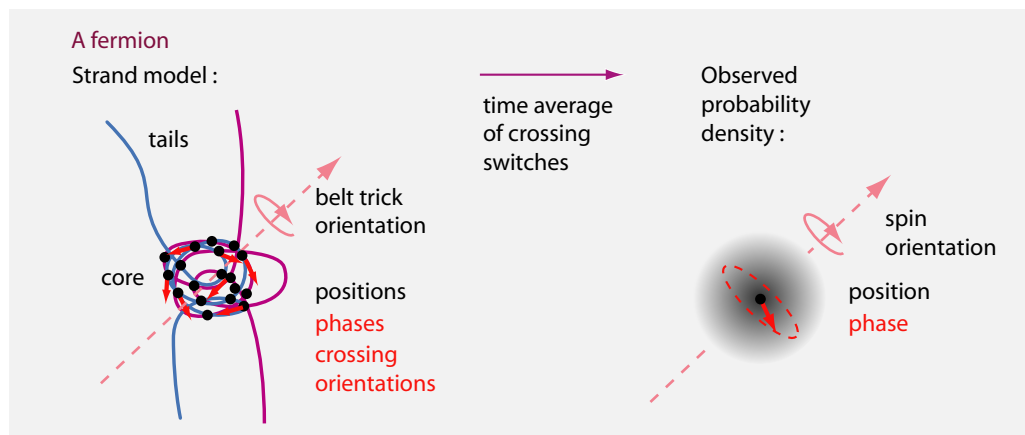 A fermion
Strand model :
tails
core
belt trick
orientation
positions
phases
crossing
orientations
time average
of crossing
switches
Observed
probability
density :
spin
orientation
position
phase